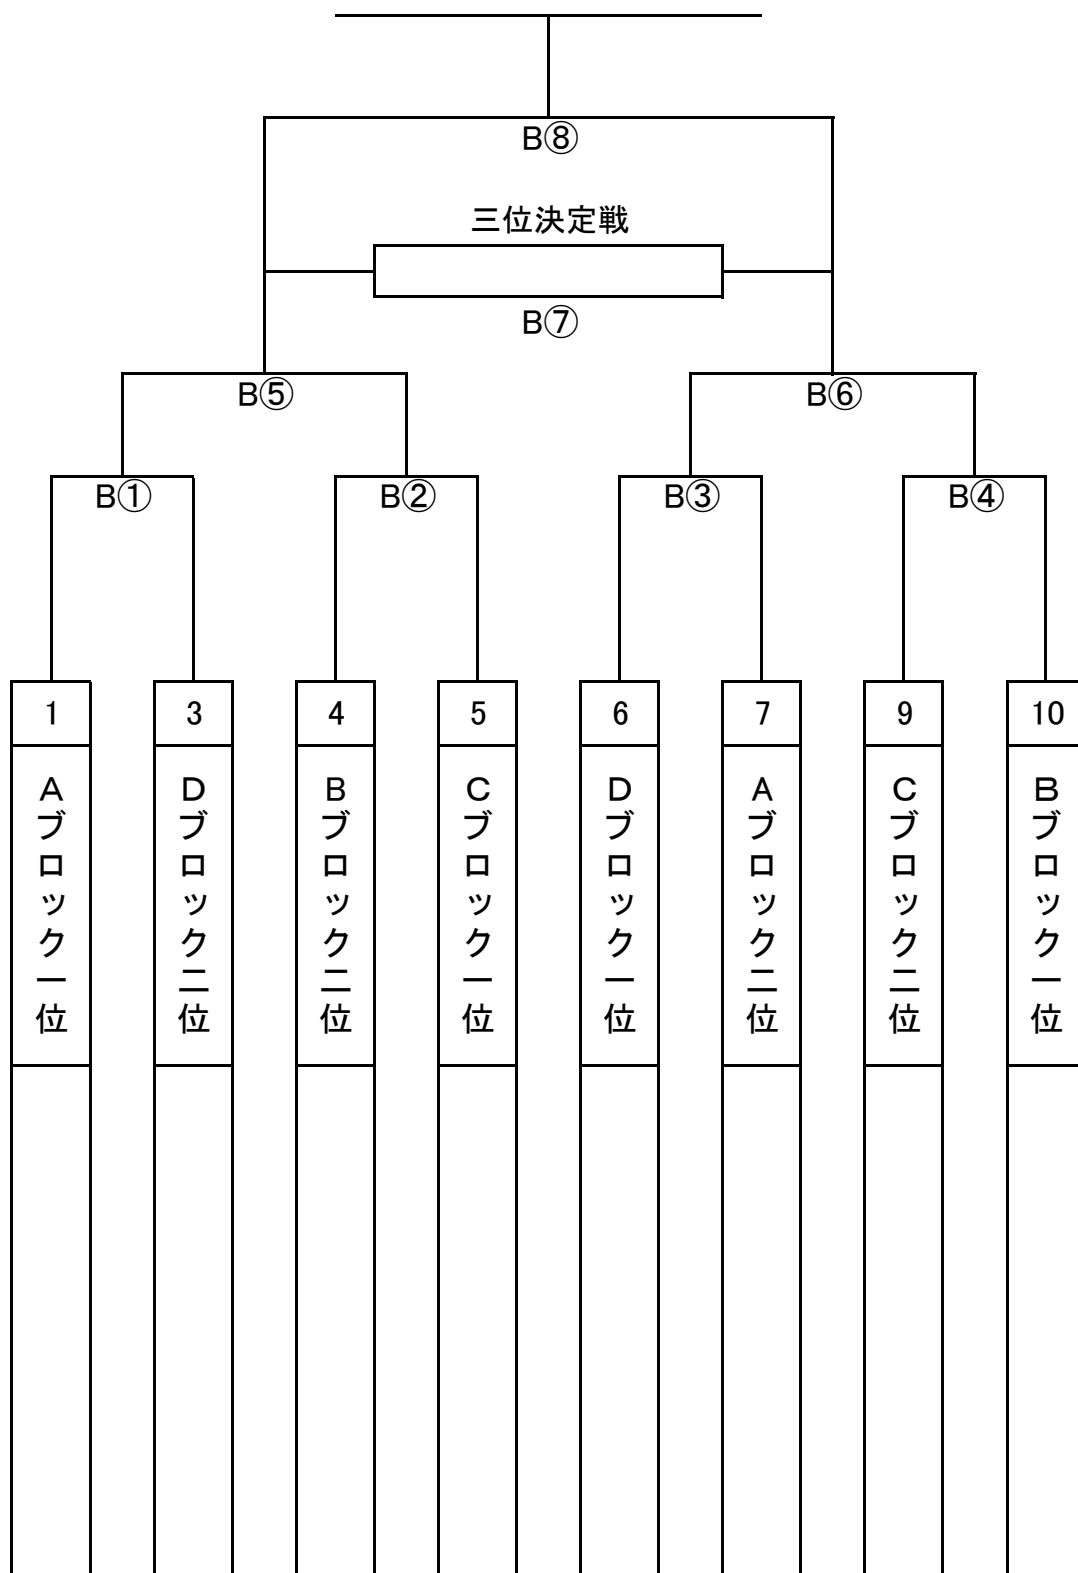 B⑧
三位決定戦
B⑦
B⑤
B⑥
B①
B②
B③
B④
1
3
4
5
6
7
9
10
Aブロック一位
Dブロック二位
Bブロック二位
Cブロック一位
Dブロック一位
Aブロック二位
Cブロック二位
Bブロック一位